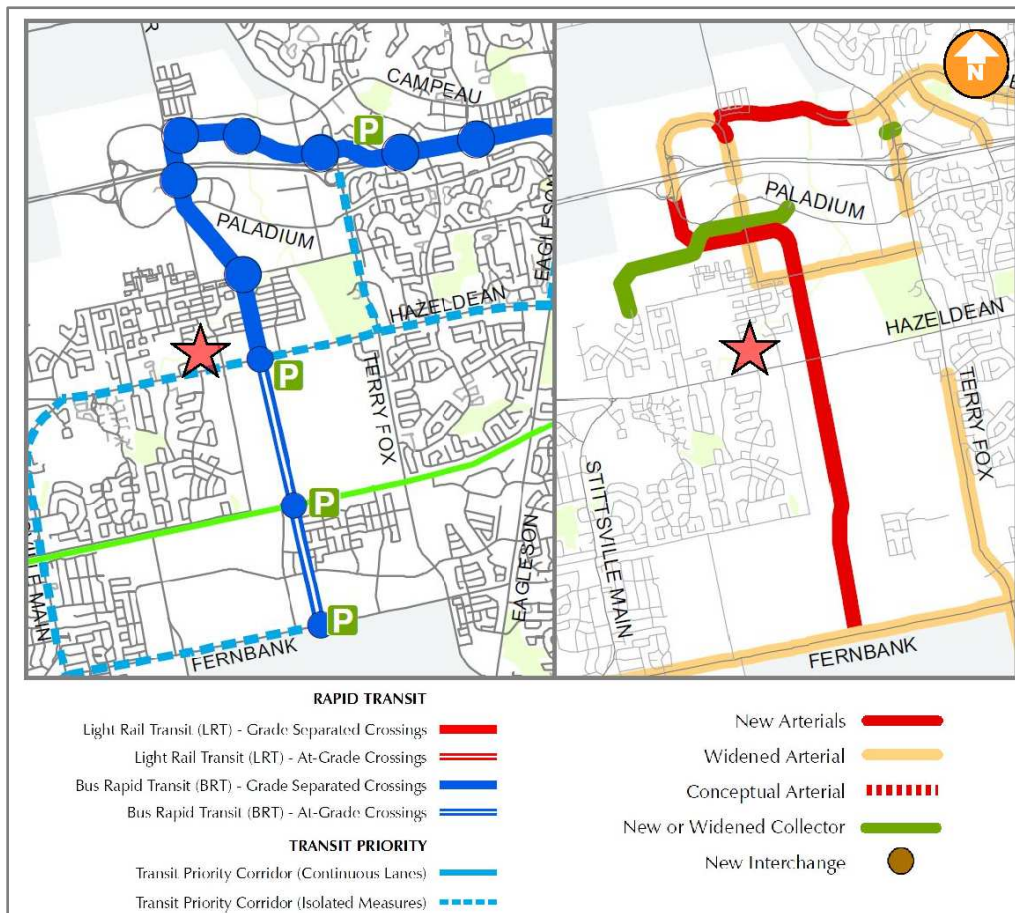 R
CAMPEAU
P
PALADIUM
EAGLESON
HAZELDEAN
P
TERRY FOX
P
EAGLESON
P
FERNBANK
N
PALADIUM
HAZELDEAN
TERRY FOX
STITTSVILLE MAIN
FERNBANK
RAPID TRANSIT
Light Rail Transit (LRT) - Grade Separated Crossings
Light Rail Transit (LRT) - At-Grade Crossings
Bus Rapid Transit (BRT) - Grade Separated Crossings
Bus Rapid Transit (BRT) - At-Grade Crossings
TRANSIT PRIORITY
Transit Priority Corridor (Continuous Lanes)
Transit Priority Corridor (Isolated Measures)
New Arterials
Widened Arterial
Conceptual Arterial
New or Widened Collector
New Interchange